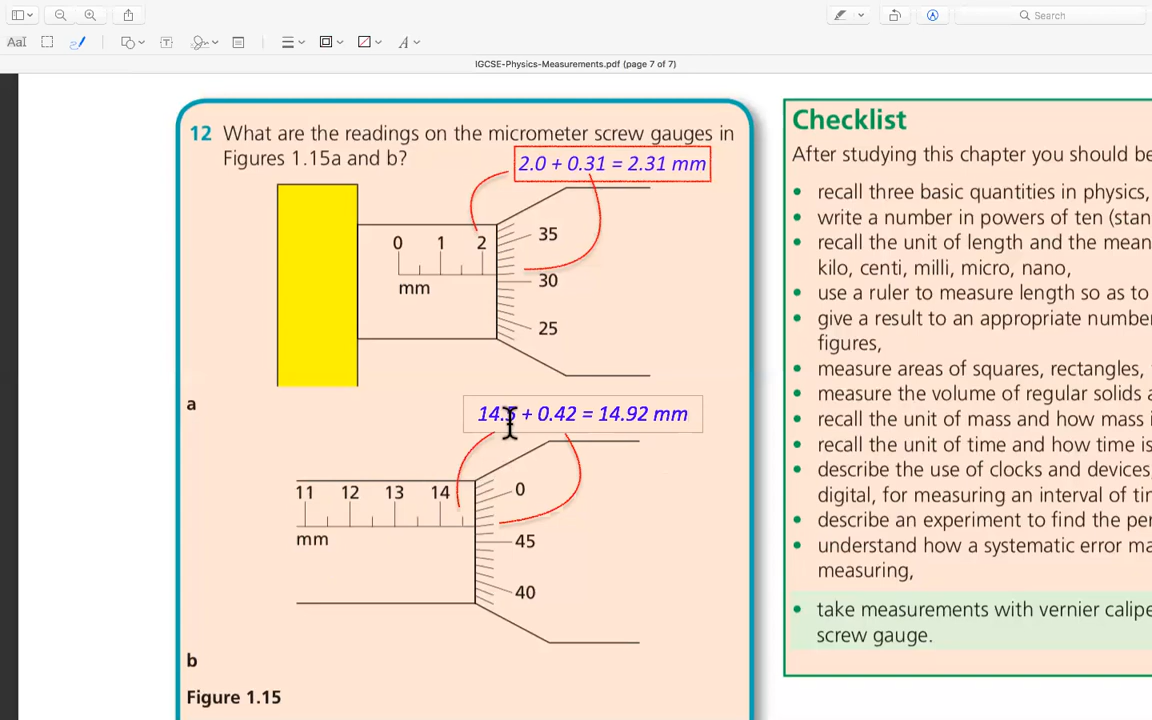 Search
AaI
T
A
IGCSE-Physics-Measurements.pdf (page 7 of 7)
12 What are the readings on the micrometer screw gauges in
Figures 1.15a and b?
2.0 + 0.31 = 2.31 mm
0 1 2
mm
35
30
25
a
14.5 + 0.42 = 14.92 mm
11 12 13 14
mm
0
45
40
b
Figure 1.15
Checklist
After studying this chapter you should be
• recall three basic quantities in physics,
• write a number in powers of ten (stan
• recall the unit of length and the mean
kilo, centi, milli, micro, nano,
• use a ruler to measure length so as to
• give a result to an appropriate number
figures,
• measure areas of squares, rectangles,
• measure the volume of regular solids a
• recall the unit of mass and how mass i
• recall the unit of time and how time is
• describe the use of clocks and devices,
digital, for measuring an interval of tim
• describe an experiment to find the pe
• understand how a systematic error ma
measuring,
• take measurements with vernier calipe
screw gauge.